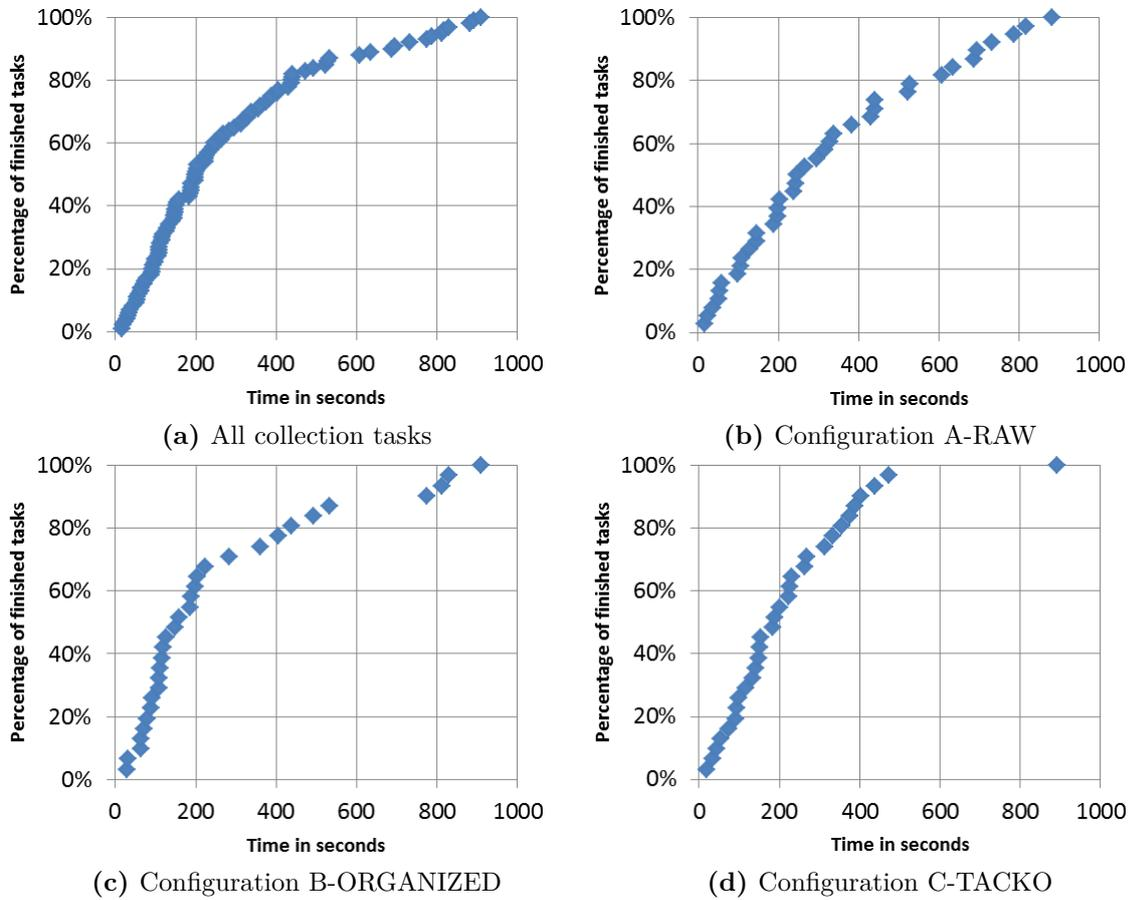 100%
80%
60%
40%
20%
0%
Percentage of finished tasks
0 200 400 600 800 1000
Time in seconds
(a) All collection tasks
100%
80%
60%
40%
20%
0%
Percentage of finished tasks
0 200 400 600 800 1000
Time in seconds
(b) Configuration A-RAW
100%
80%
60%
40%
20%
0%
Percentage of finished tasks
0 200 400 600 800 1000
Time in seconds
(c) Configuration B-ORGANIZED
100%
80%
60%
40%
20%
0%
Percentage of finished tasks
0 200 400 600 800 1000
Time in seconds
(d) Configuration C-TACKO